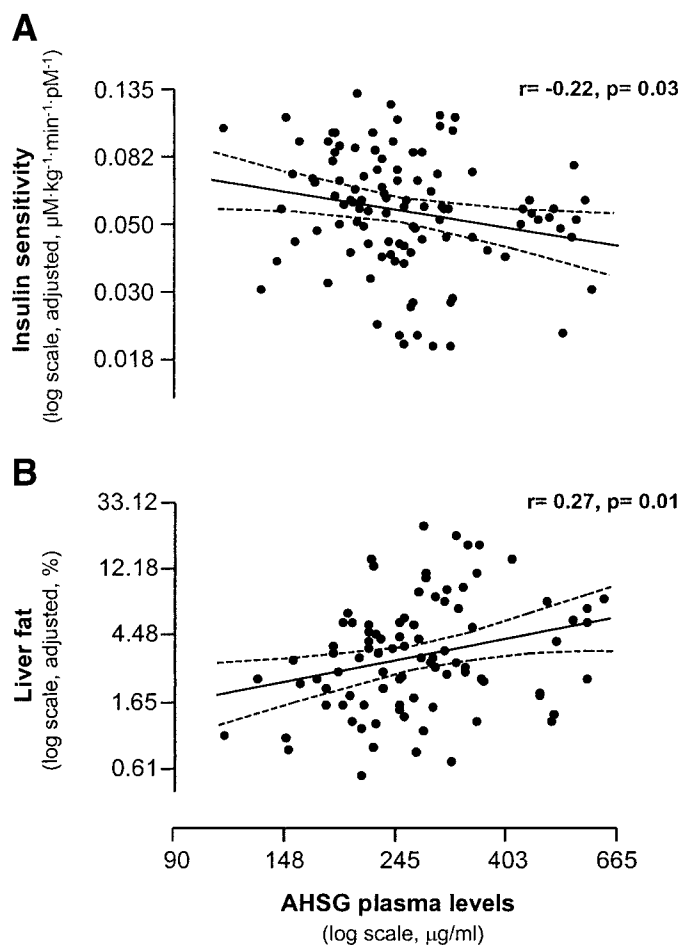 A
Insulin sensitivity
(log scale, adjusted, µM·kg⁻¹·min⁻¹·pM⁻¹)
0.135
0.082
0.050
0.030
0.018
r= -0.22, p= 0.03
B
Liver fat
(log scale, adjusted, %)
33.12
12.18
4.48
1.65
0.61
r= 0.27, p= 0.01
90 148 245 403 665
AHSG plasma levels
(log scale, µg/ml)